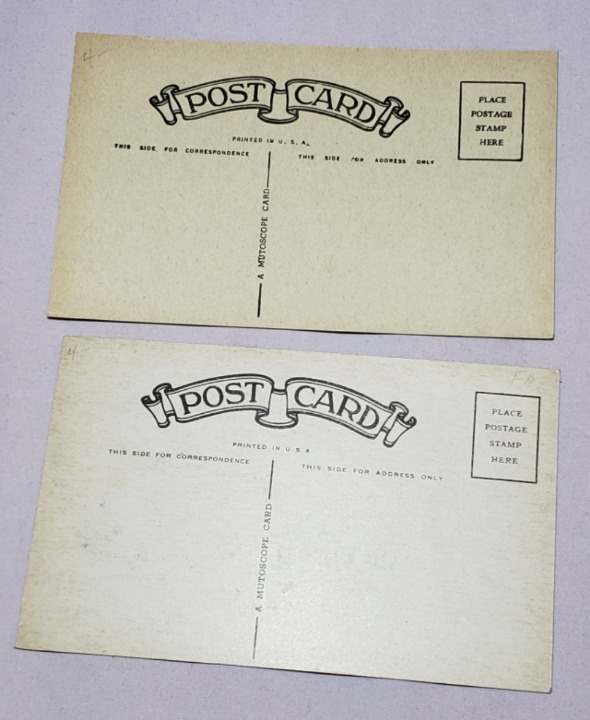 4
POST CARD
PLACE
POSTAGE
STAMP
HERE
PRINTED IN U. S. A.
THIS SIDE FOR CORRESPONDENCE
THIS SIDE FOR ADDRESS ONLY
A MUTOSCOPE CARD
4
POST CARD
PLACE
POSTAGE
STAMP
HERE
PRINTED IN U. S. A
THIS SIDE FOR CORRESPONDENCE
THIS SIDE FOR ADDRESS ONLY
A MUTOSCOPE CARD